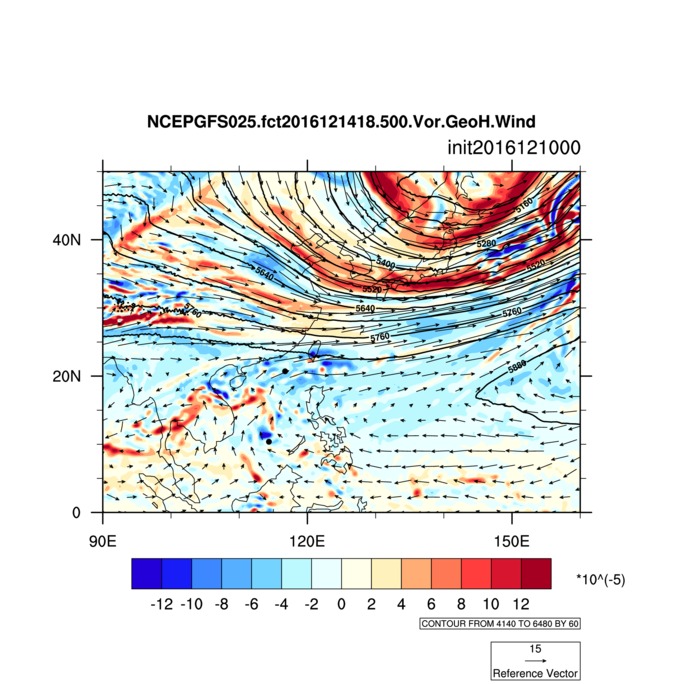 NCEPGFS025.fct2016121418.500.Vor.GeoH.Wind
init2016121000
5160
40N
5280
5400
5520
5640
5520
5640
5760
5760
5760
5880
20N
0
90E 120E 150E
-12 -10 -8 -6 -4 -2 0 2 4 6 8 10 12
*10^(-5)
CONTOUR FROM 4140 TO 6480 BY 60
15
Reference Vector